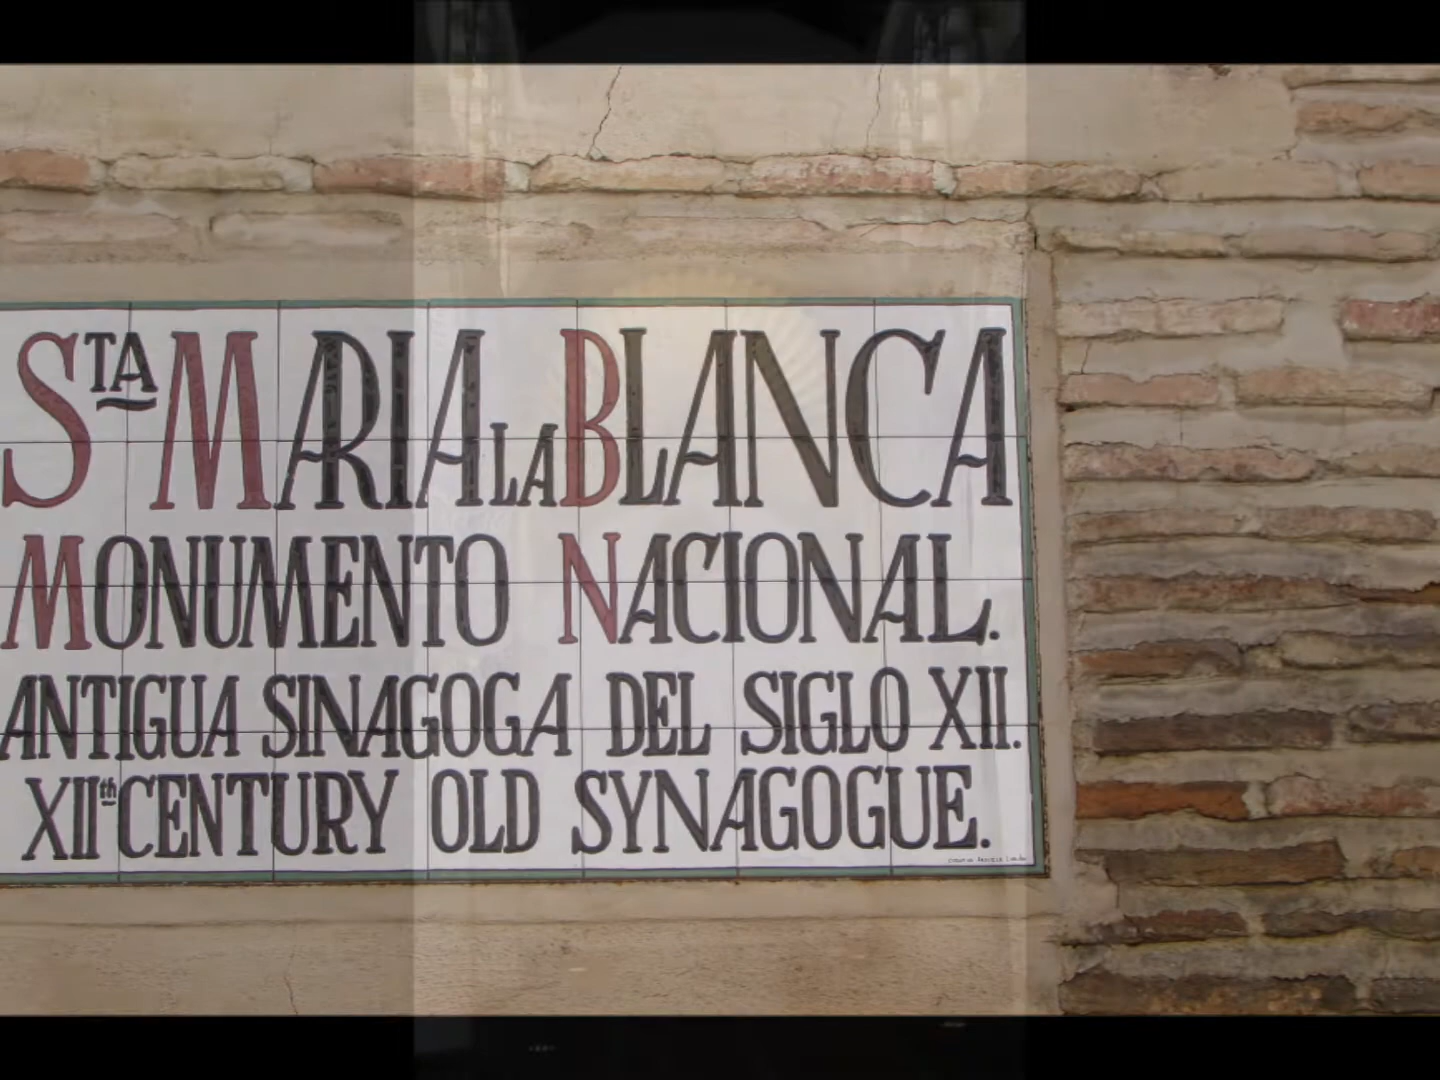 STA MARIA LA BLANCA
MONUMENTO NACIONAL.
ANTIGUA SINAGOGA DEL SIGLO XII.
XIIth CENTURY OLD SYNAGOGUE.